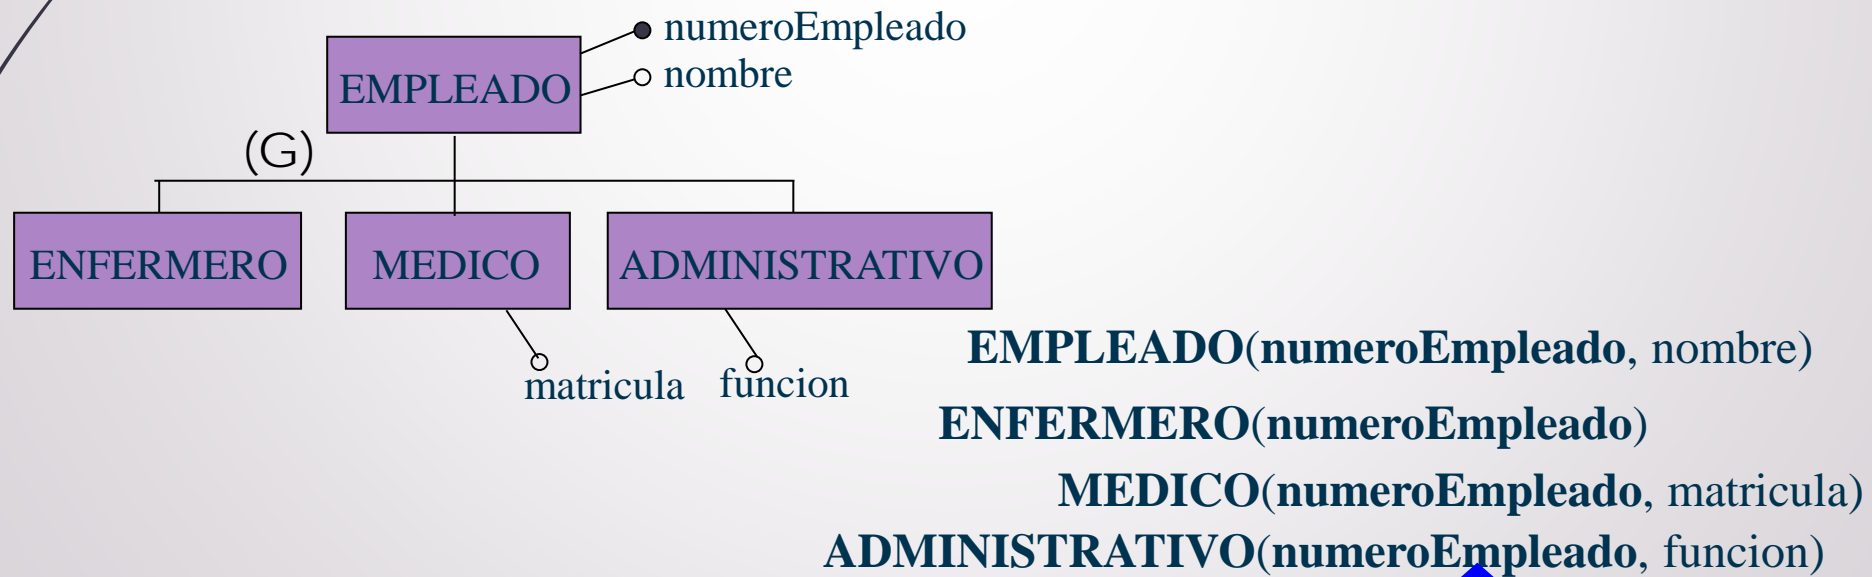 numeroEmpleado
nombre
EMPLEADO
(G)
ENFERMERO
MEDICO
ADMINISTRATIVO
matricula
funcion
EMPLEADO(numeroEmpleado, nombre)
ENFERMERO(numeroEmpleado)
MEDICO(numeroEmpleado, matricula)
ADMINISTRATIVO(numeroEmpleado, funcion)